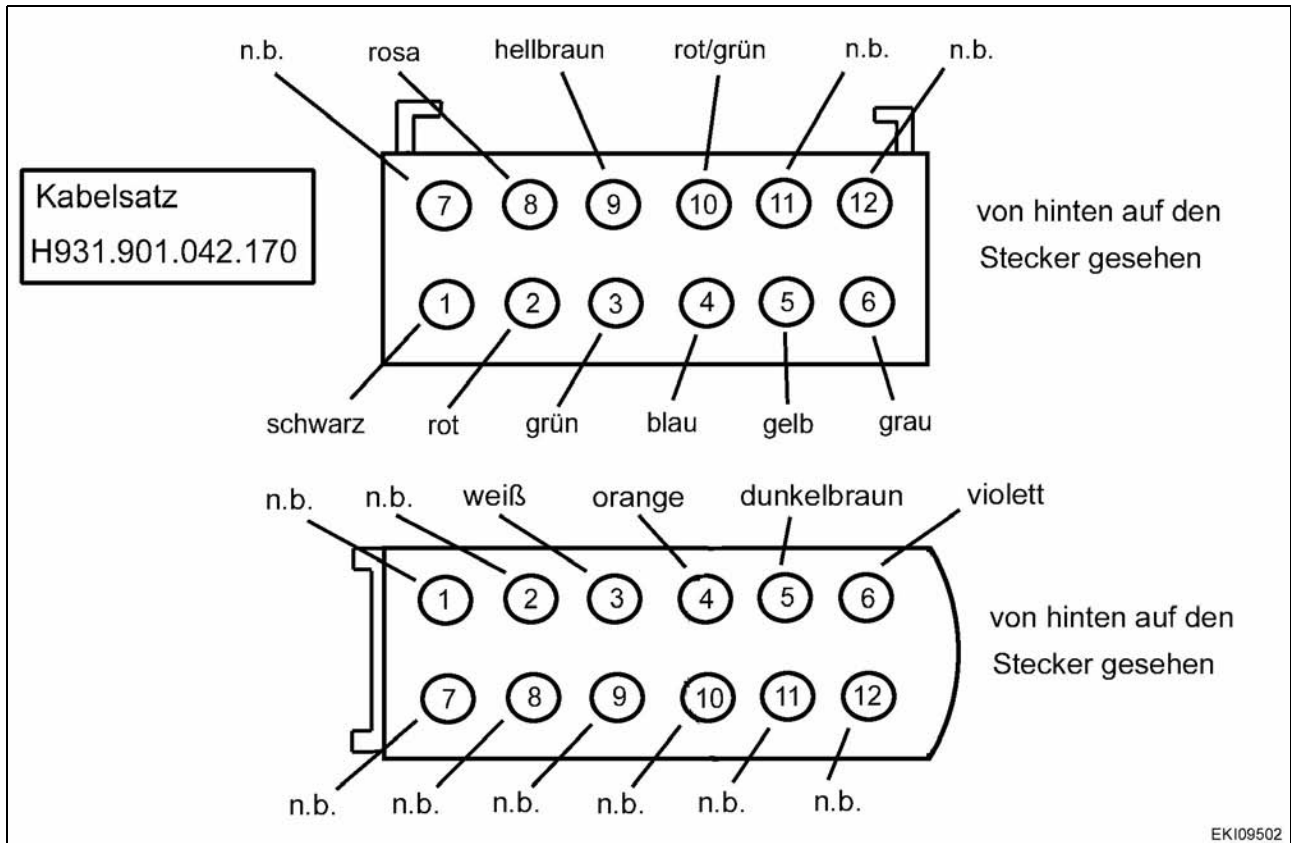 n.b. rosa hellbraun rot/grün n.b. n.b.
Kabelsatz
H931.901.042.170
7 8 9 10 11 12
von hinten auf den
Stecker gesehen
1 2 3 4 5 6
schwarz rot grün blau gelb grau
n.b. n.b. weiß orange dunkelbraun violett
1 2 3 4 5 6
von hinten auf den
Stecker gesehen
7 8 9 10 11 12
n.b. n.b. n.b. n.b. n.b. n.b.
EKI09502